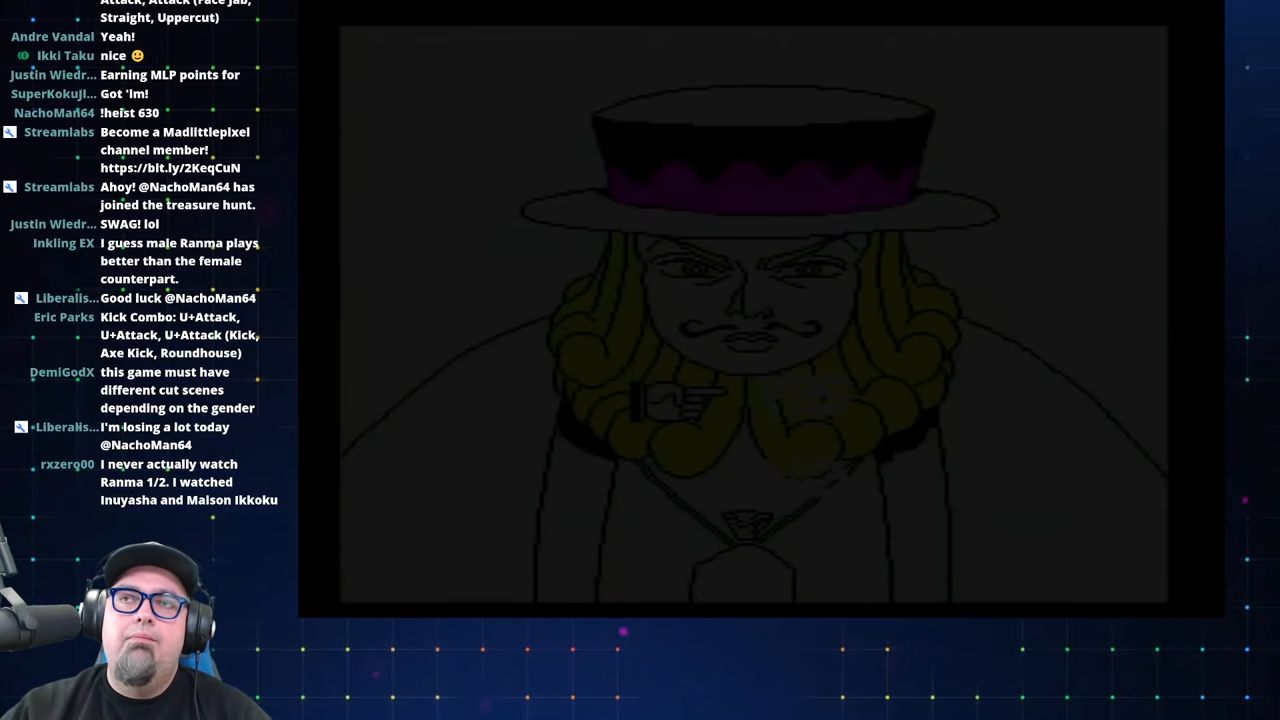 Attack, Attack (Face Jab,
Straight, Uppercut)
Andre Vandal Yeah!
Ikki Taku nice 😃
Justin Wiedr... Earning MLP points for
SuperKokuJI... Got 'Im!
NachoMan64 !heist 630
Streamlabs Become a Madlittlepixel
channel member!
https://bit.ly/2KeqCuN
Streamlabs Ahoy! @NachoMan64 has
joined the treasure hunt.
Justin Wiedr... SWAG! lol
Inkling EX I guess male Ranma plays
better than the female
counterpart.
Liberalis... Good luck @NachoMan64
Eric Parks Kick Combo: U+Attack,
U+Attack, U+Attack (Kick,
Axe Kick, Roundhouse)
DemiGodX this game must have
different cut scenes
depending on the gender
Liberalis... I'm losing a lot today
@NachoMan64
rxzero00 I never actually watch
Ranma 1/2. I watched
Inuyasha and Maison Ikkoku